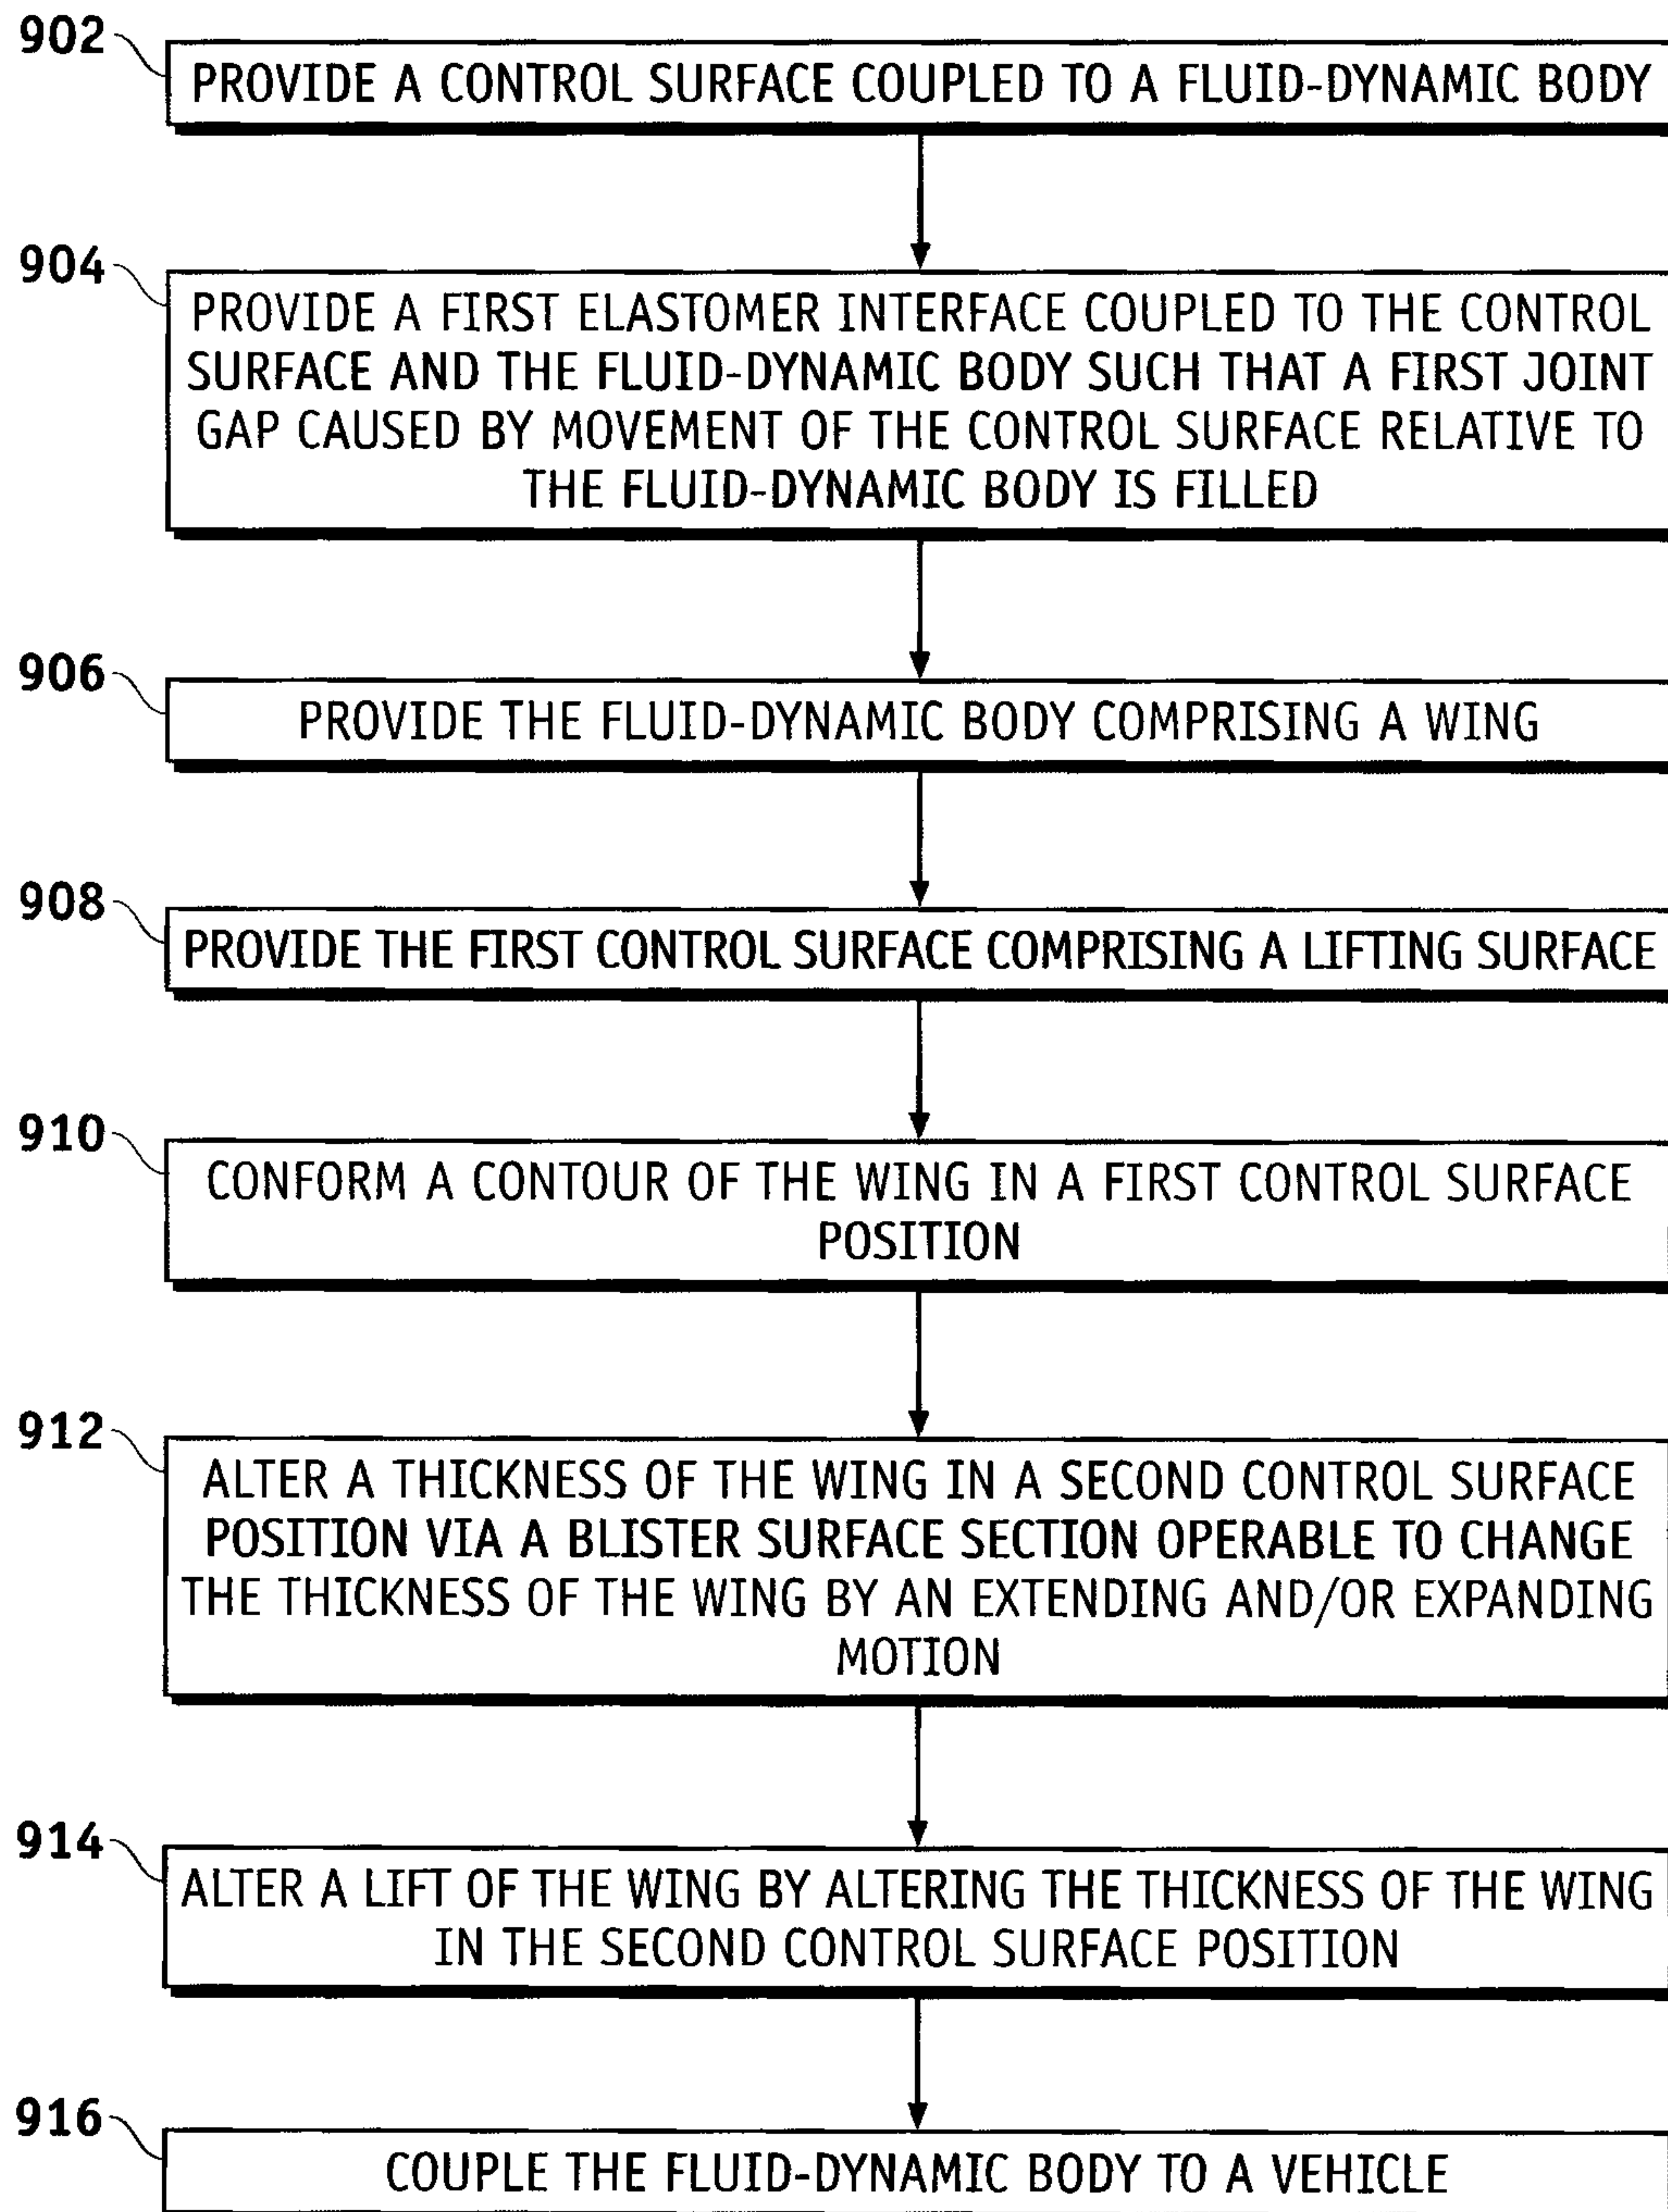 902
PROVIDE A CONTROL SURFACE COUPLED TO A FLUID-DYNAMIC BODY
904
PROVIDE A FIRST ELASTOMER INTERFACE COUPLED TO THE CONTROL
SURFACE AND THE FLUID-DYNAMIC BODY SUCH THAT A FIRST JOINT
GAP CAUSED BY MOVEMENT OF THE CONTROL SURFACE RELATIVE TO
THE FLUID-DYNAMIC BODY IS FILLED
906
PROVIDE THE FLUID-DYNAMIC BODY COMPRISING A WING
908
PROVIDE THE FIRST CONTROL SURFACE COMPRISING A LIFTING SURFACE
910
CONFORM A CONTOUR OF THE WING IN A FIRST CONTROL SURFACE
POSITION
912
ALTER A THICKNESS OF THE WING IN A SECOND CONTROL SURFACE
POSITION VIA A BLISTER SURFACE SECTION OPERABLE TO CHANGE
THE THICKNESS OF THE WING BY AN EXTENDING AND/OR EXPANDING
MOTION
914
ALTER A LIFT OF THE WING BY ALTERING THE THICKNESS OF THE WING
IN THE SECOND CONTROL SURFACE POSITION
916
COUPLE THE FLUID-DYNAMIC BODY TO A VEHICLE